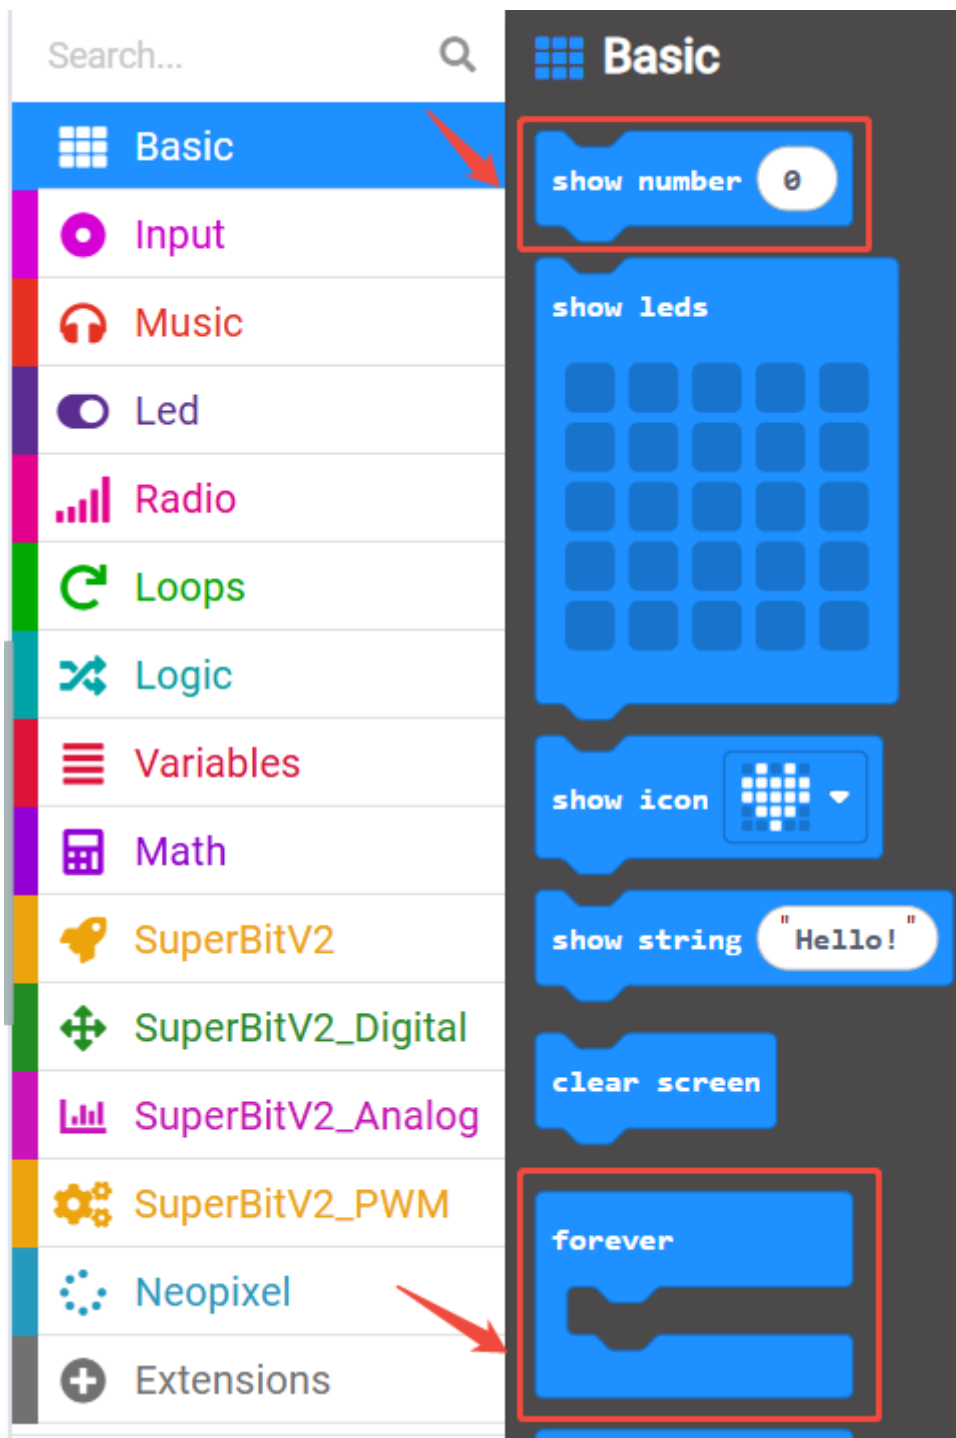 Search...
Basic
Input
Music
Led
Radio
Loops
Logic
Variables
Math
SuperBitV2
SuperBitV2_Digital
SuperBitV2_Analog
SuperBitV2_PWM
Neopixel
Extensions
Basic
show number 0
show leds
show icon
show string "Hello!"
clear screen
forever